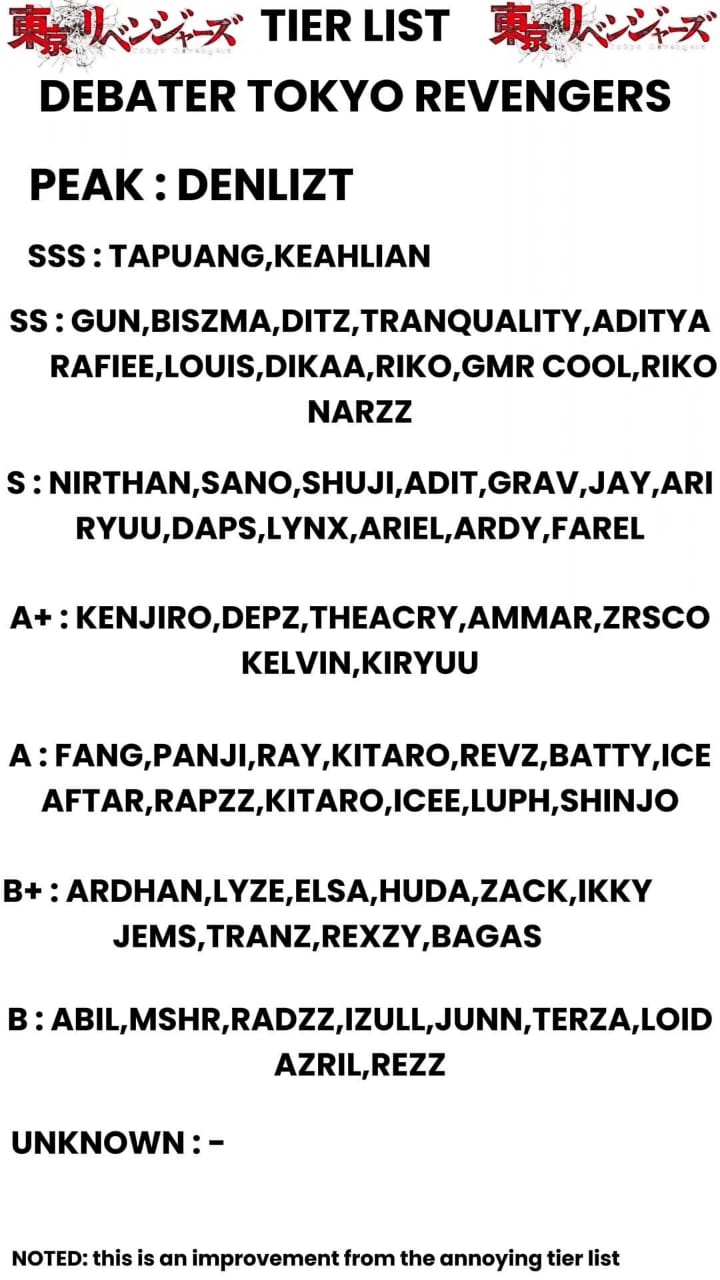 東京リベンジャーズ TIER LIST 東京リベンジャーズ
DEBATER TOKYO REVENGERS
PEAK : DENLIZT
SSS : TAPUANG,KEAHLIAN
SS : GUN,BISZMA,DITZ,TRANQUALITY,ADITYA
RAFIEE,LOUIS,DIKAA,RIKO,GMR COOL,RIKO
NARZZ
S : NIRTHAN,SANO,SHUJI,ADIT,GRAV,JAY,ARI
RYUU,DAPS,LYNX,ARIEL,ARDY,FAREL
A+ : KENJIRO,DEPZ,THEACRY,AMMAR,ZRSCO
KELVIN,KIRYUU
A : FANG,PANJI,RAY,KITARO,REVZ,BATTY,ICE
AFTAR,RAPZZ,KITARO,ICEE,LUPH,SHINJO
B+ : ARDHAN,LYZE,ELSA,HUDA,ZACK,IKKY
JEMS,TRANZ,REXZY,BAGAS
B : ABIL,MSHR,RADZZ,IZULL,JUNN,TERZA,LOID
AZRIL,REZZ
UNKNOWN : -
NOTED: this is an improvement from the annoying tier list